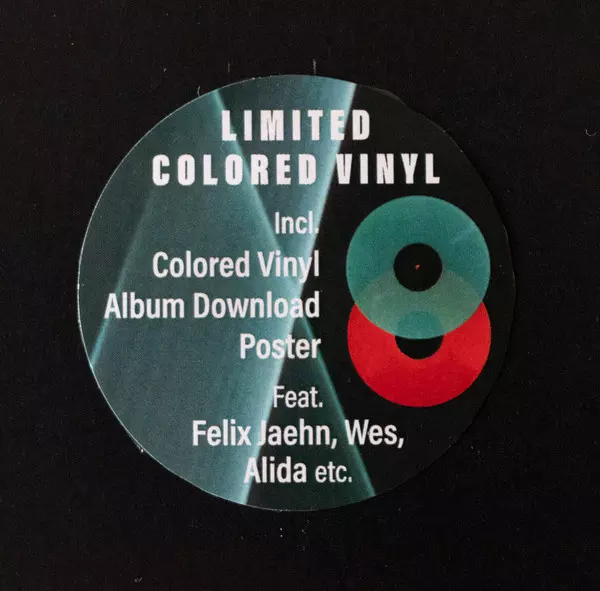 LIMITED
COLORED VINYL
Incl.
Colored Vinyl
Album Download
Poster
Feat.
Felix Jaehn, Wes,
Alida etc.